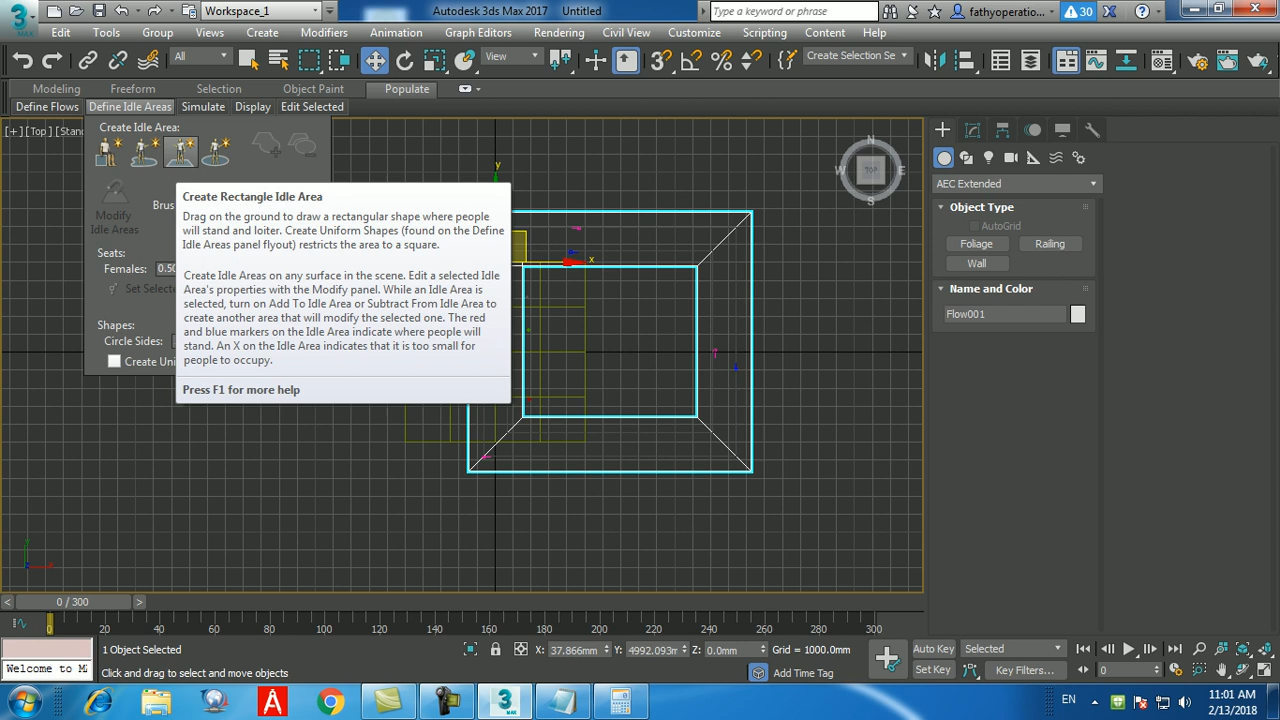 Workspace_1
Autodesk 3ds Max 2017 Untitled
Type a keyword or phrase
fathyoperation...
30
Edit Tools Group Views Create Modifiers Animation Graph Editors Rendering Civil View Customize Scripting Content Help
All
View
Create Selection Se
Modeling Freeform Selection Object Paint Populate
Define Flows Define Idle Areas Simulate Display Edit Selected
[+] [Top] [Stand
Create Idle Area:
Modify
Idle Areas
Brus
Seats:
Females: 0.50
Set Selecte
Shapes:
Circle Sides:
Create Uni
Create Rectangle Idle Area
Drag on the ground to draw a rectangular shape where people
will stand and loiter. Create Uniform Shapes (found on the Define
Idle Areas panel flyout) restricts the area to a square.
Create Idle Areas on any surface in the scene. Edit a selected Idle
Area's properties with the Modify panel. While an Idle Area is
selected, turn on Add To Idle Area or Subtract From Idle Area to
create another area that will modify the selected one. The red
and blue markers on the Idle Area indicate where people will
stand. An X on the Idle Area indicates that it is too small for
people to occupy.
Press F1 for more help
y
x
N
W TOP E
S
AEC Extended
Object Type
AutoGrid
Foliage Railing
Wall
Name and Color
Flow001
< 0 / 300 >
0 20 40 60 80 100 120 140 160 180 200 220 240 260 280 300
1 Object Selected
X: 37.866mm Y: 4992.093m Z: 0.0mm Grid = 1000.0mm
Auto Key Selected
Welcome to M
Click and drag to select and move objects
Add Time Tag
Set Key Key Filters...
0
EN
11:01 AM
2/13/2018